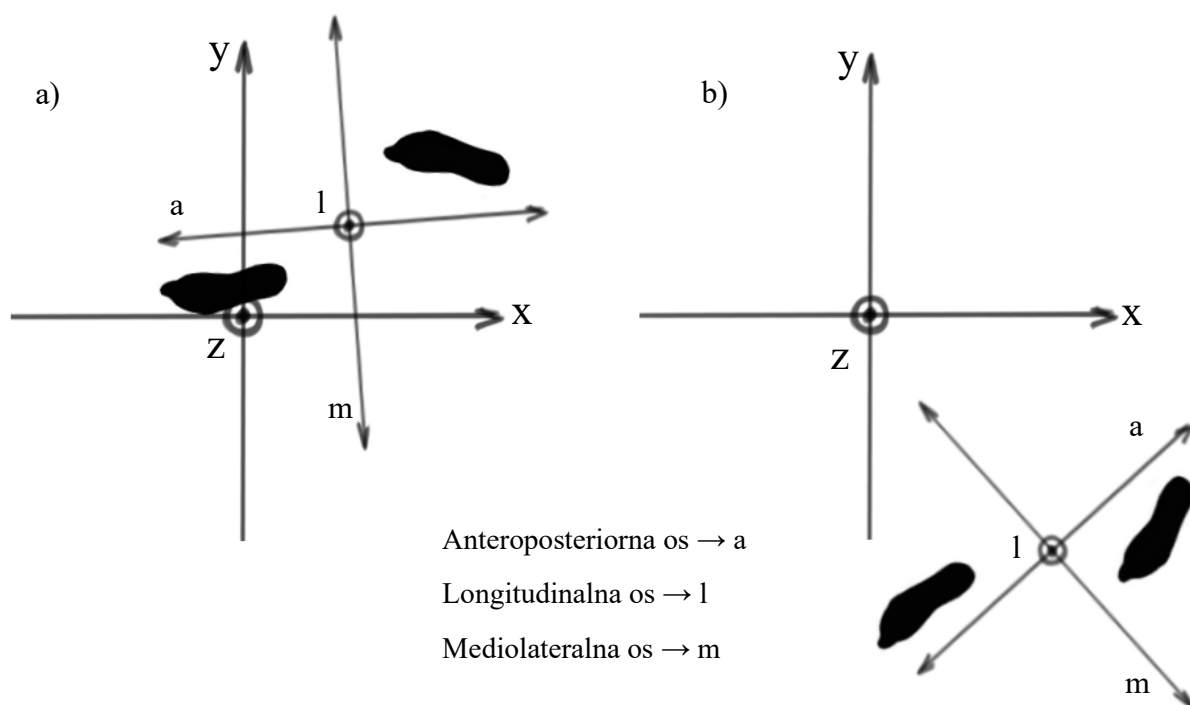 a)
y
a
l
z
x
m
b)
y
x
z
a
l
m
Anteroposteriorna os → a
Longitudinalna os → l
Mediolateralna os → m